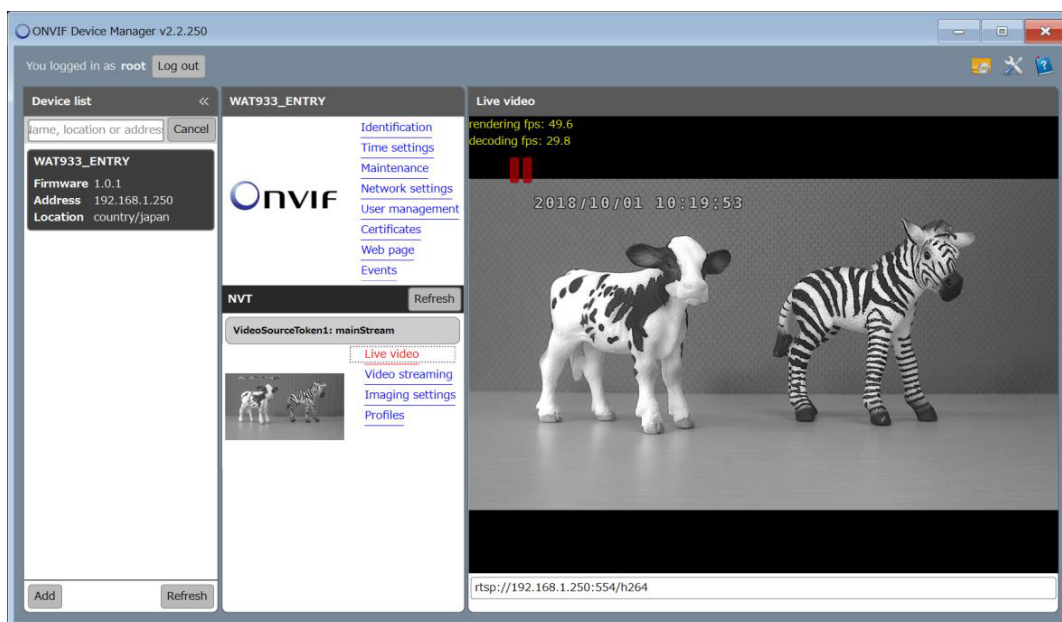 ONVIF Device Manager v2.2.250
You logged in as root Log out
Device list «
Name, location or addres Cancel
WAT933_ENTRY
Firmware 1.0.1
Address 192.168.1.250
Location country/japan
Add Refresh
WAT933_ENTRY
ONVIF
Identification
Time settings
Maintenance
Network settings
User management
Certificates
Web page
Events
NVT Refresh
VideoSourceToken1: mainStream
Live video
Video streaming
Imaging settings
Profiles
Live video
rendering fps: 49.6
decoding fps: 29.8
2018/10/01 10:19:53
rtsp://192.168.1.250:554/h264